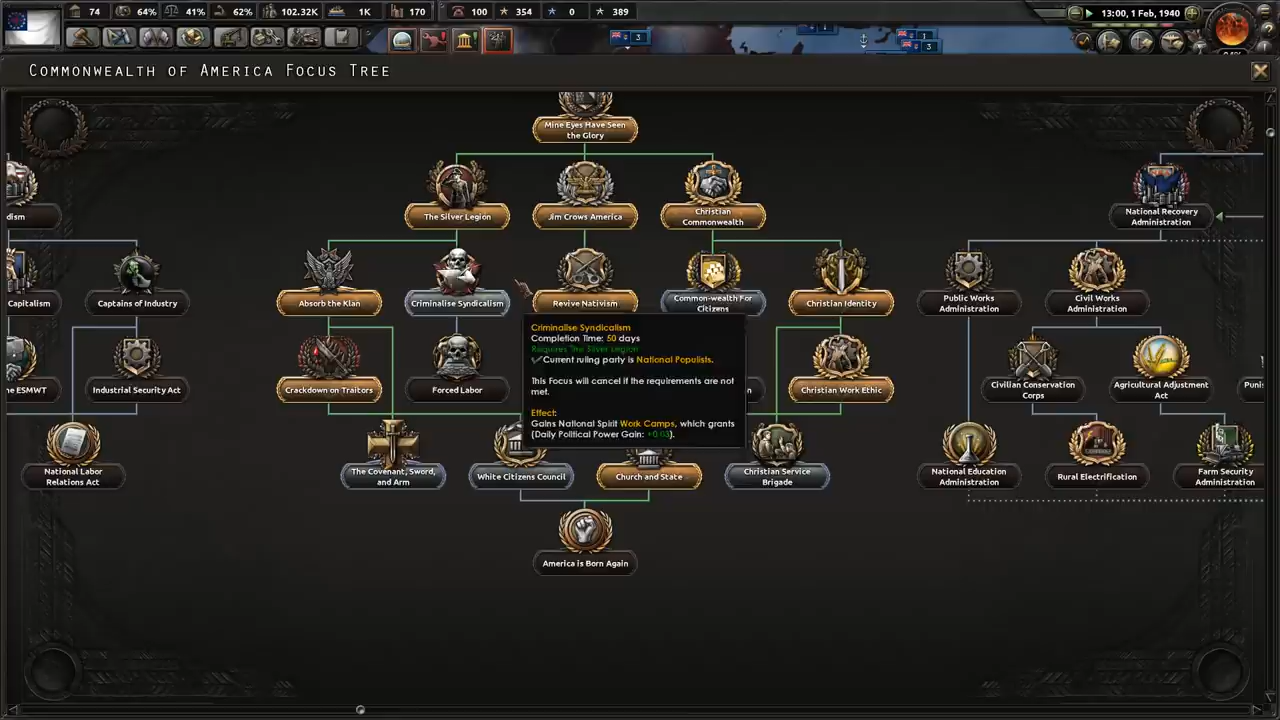 74 64% 41% 62% 102.32K 1K 170 100 354 0 389 13:00, 1 Feb, 1940
3 1
3
COMMONWEALTH OF AMERICA FOCUS TREE
Mine Eyes Have Seen
the Glory
The Silver Legion Jim Crows America Christian
Commonwealth
National Recovery
Administration
dism
Capitalism Captains of Industry Absorb the Klan Criminalise Syndicalism Revive Nativism Common-wealth For
Citizens Christian Identity Public Works
Administration Civil Works
Administration
Criminalise Syndicalism
Completion Time: 50 days
Requires The Silver Legion
Current ruling party is National Populists.
This Focus will cancel if the requirements are not
met.
Effect:
Gains National Spirit Work Camps, which grants
(Daily Political Power Gain: +0.03).
he ESMWT Industrial Security Act Crackdown on Traitors Forced Labor Christian Work Ethic Civilian Conservation
Corps Agricultural Adjustment
Act
National Labor
Relations Act The Covenant, Sword,
and Arm White Citizens Council Church and State Christian Service
Brigade National Education
Administration Rural Electrification Farm Security
Administration
America is Born Again